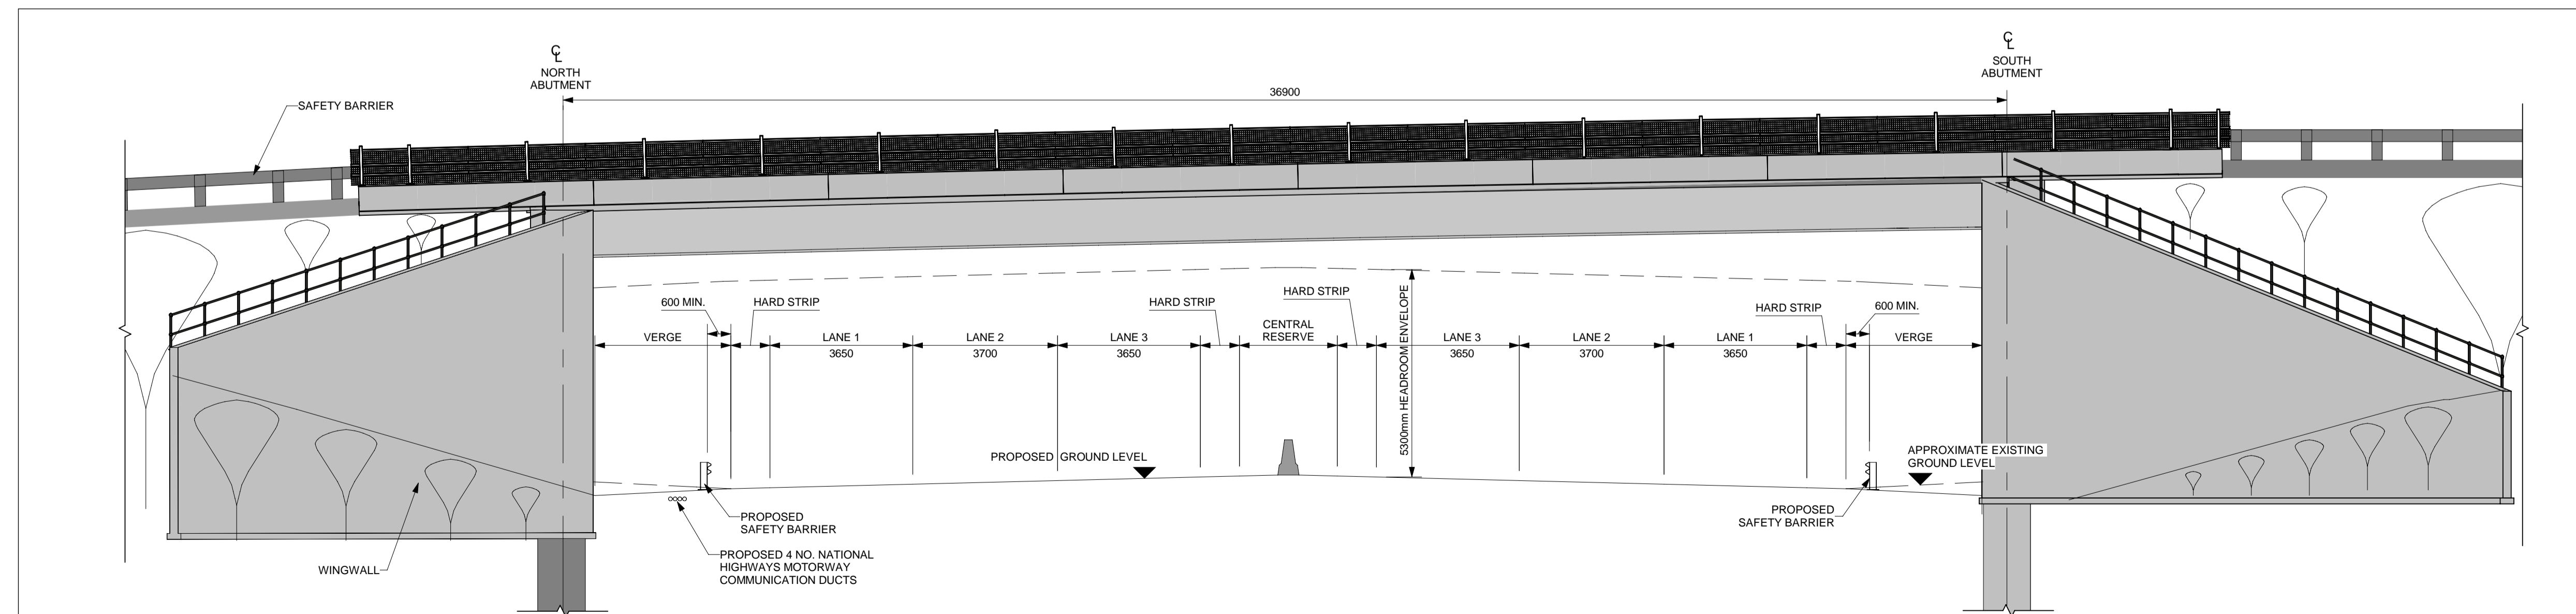 ℄
NORTH
ABUTMENT
℄
SOUTH
ABUTMENT
36900
SAFETY BARRIER
600 MIN.
HARD STRIP
HARD STRIP
HARD STRIP
HARD STRIP
600 MIN.
VERGE
LANE 1
3650
LANE 2
3700
LANE 3
3650
CENTRAL
RESERVE
5300mm HEADROOM ENVELOPE
LANE 3
3650
LANE 2
3700
LANE 1
3650
VERGE
PROPOSED GROUND LEVEL
APPROXIMATE EXISTING
GROUND LEVEL
PROPOSED
SAFETY BARRIER
PROPOSED
SAFETY BARRIER
PROPOSED 4 NO. NATIONAL
HIGHWAYS MOTORWAY
COMMUNICATION DUCTS
WINGWALL